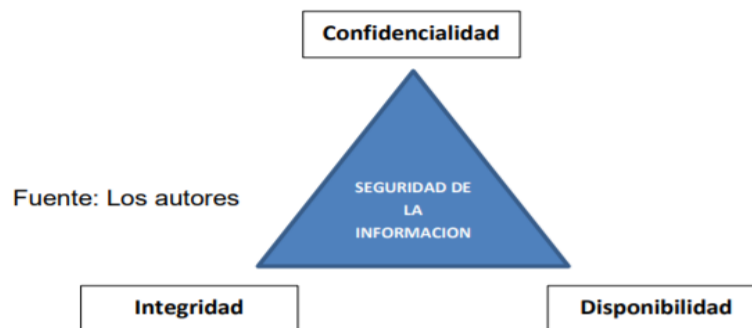 Confidencialidad
Fuente: Los autores
SEGURIDAD DE
LA
INFORMACION
Integridad
Disponibilidad